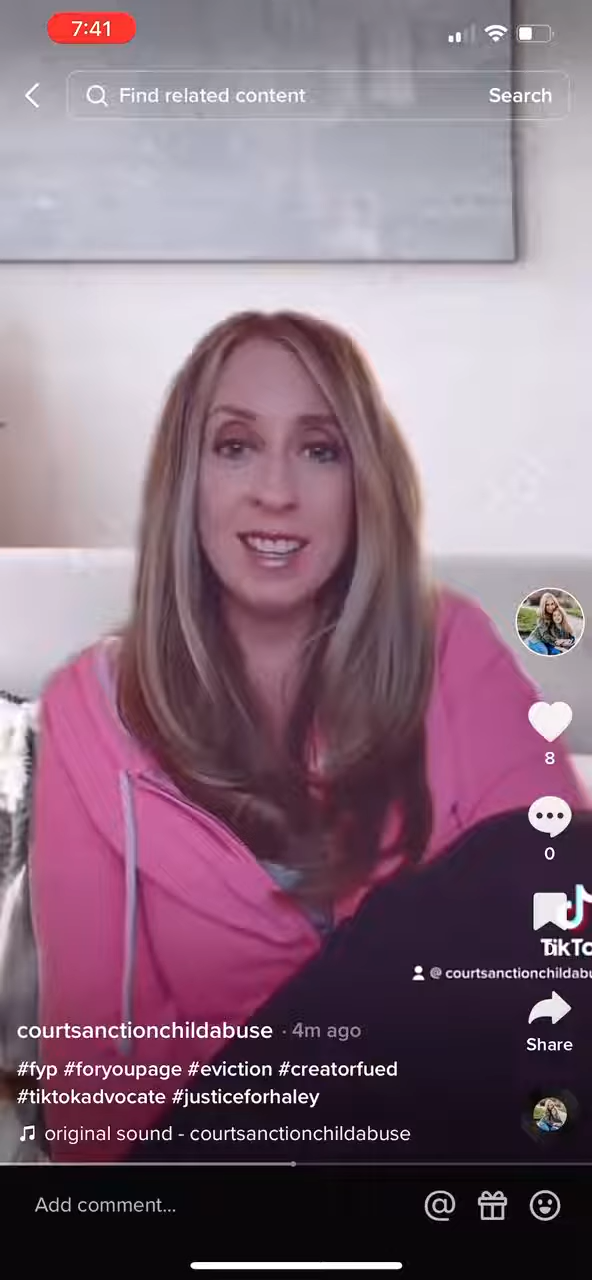 7:41
Find related content Search
8
0
TikTo
@ courtsanctionchildabu
courtsanctionchildabuse · 4m ago
Share
#fyp #foryoupage #eviction #creatorfued
#tiktokadvocate #justiceforhaley
original sound - courtsanctionchildabuse
Add comment...